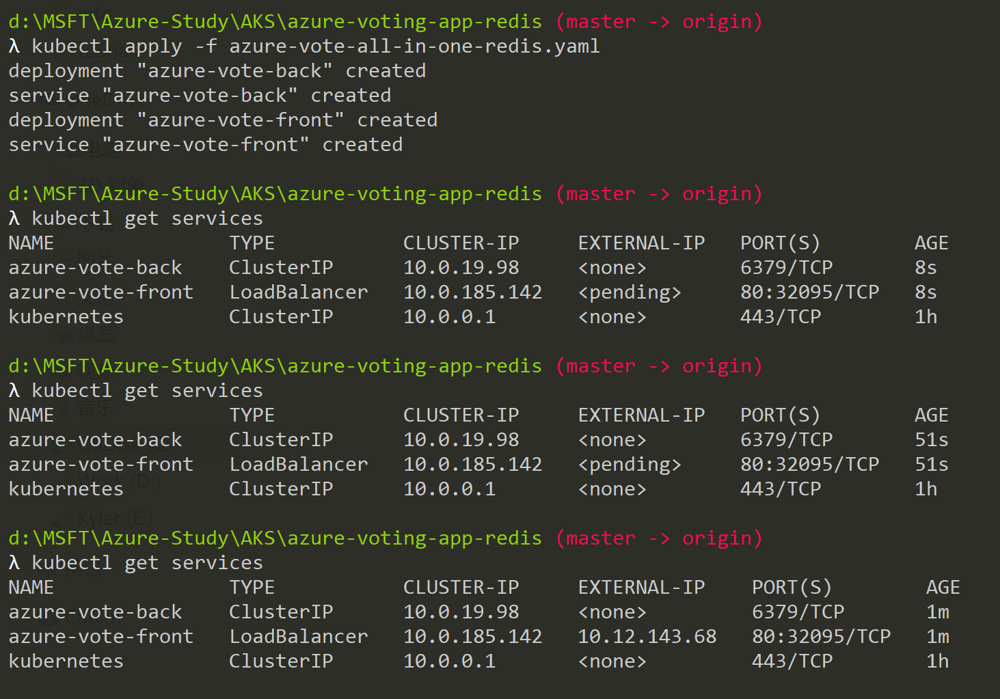 d:\MSFT\Azure-Study\AKS\azure-voting-app-redis (master -> origin)
λ kubectl apply -f azure-vote-all-in-one-redis.yaml
deployment "azure-vote-back" created
service "azure-vote-back" created
deployment "azure-vote-front" created
service "azure-vote-front" created
d:\MSFT\Azure-Study\AKS\azure-voting-app-redis (master -> origin)
λ kubectl get services
NAME TYPE CLUSTER-IP EXTERNAL-IP PORT(S) AGE
azure-vote-back ClusterIP 10.0.19.98 <none> 6379/TCP 8s
azure-vote-front LoadBalancer 10.0.185.142 <pending> 80:32095/TCP 8s
kubernetes ClusterIP 10.0.0.1 <none> 443/TCP 1h
桌面
d:\MSFT\Azure-Study\AKS\azure-voting-app-redis (master -> origin)
λ kubectl get services
音乐
NAME TYPE CLUSTER-IP EXTERNAL-IP PORT(S) AGE
azure-vote-back ClusterIP 10.0.19.98 <none> 6379/TCP 51s
azure-vote-front LoadBalancer 10.0.185.142 <pending> 80:32095/TCP 51s
Work (D:)
kubernetes ClusterIP 10.0.0.1 <none> 443/TCP 1h
Kyler (E:)
d:\MSFT\Azure-Study\AKS\azure-voting-app-redis (master -> origin)
λ kubectl get services
NAME TYPE CLUSTER-IP EXTERNAL-IP PORT(S) AGE
azure-vote-back ClusterIP 10.0.19.98 <none> 6379/TCP 1m
azure-vote-front LoadBalancer 10.0.185.142 10.12.143.68 80:32095/TCP 1m
kubernetes ClusterIP 10.0.0.1 <none> 443/TCP 1h